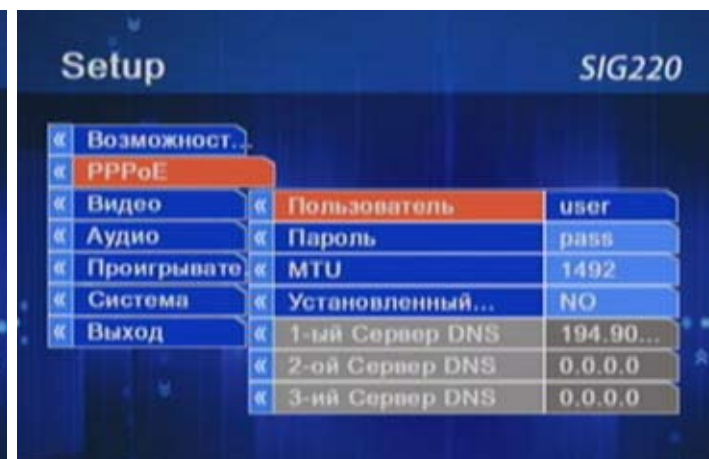 Setup
SIG220
Возможност...
PPPoE
Видео
Пользователь user
Аудио
Пароль pass
Проигрывате
MTU 1492
Система
Установленный... NO
Выход
1-ый Сервер DNS 194.90...
2-ой Сервер DNS 0.0.0.0
3-ий Сервер DNS 0.0.0.0